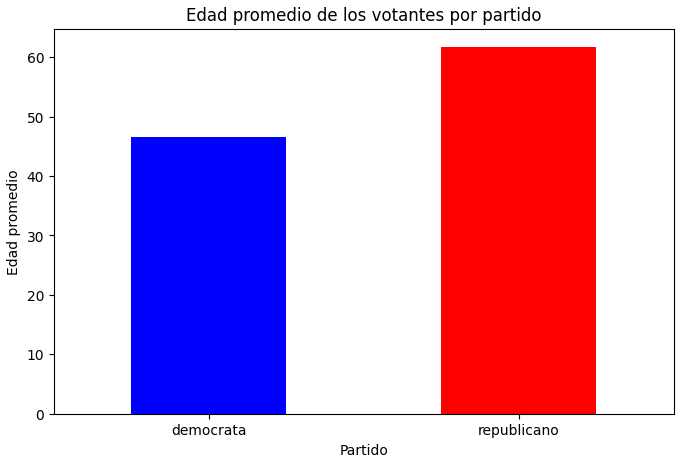 Edad promedio de los votantes por partido
60
50
40
30
20
10
0
Edad promedio
democrata
republicano
Partido